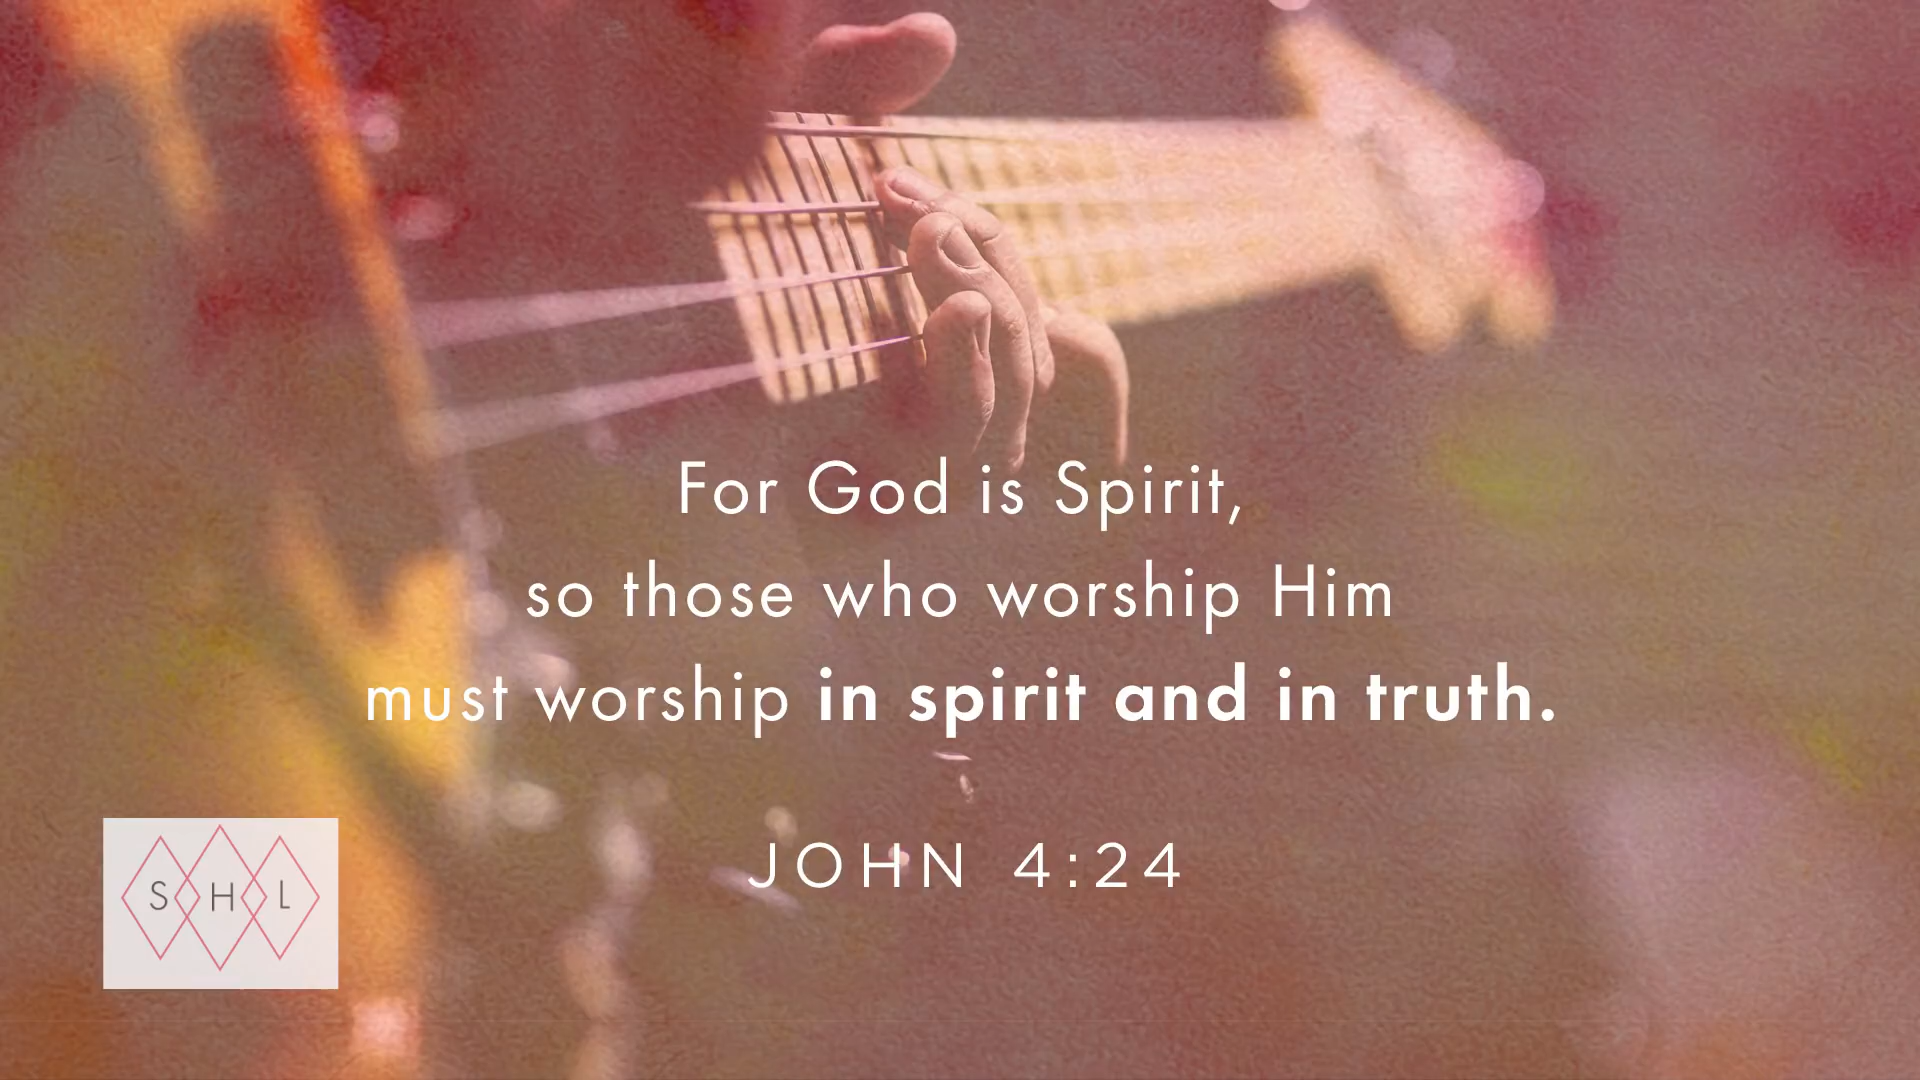 For God is Spirit,
so those who worship Him
must worship in spirit and in truth.
JOHN 4:24
S H L